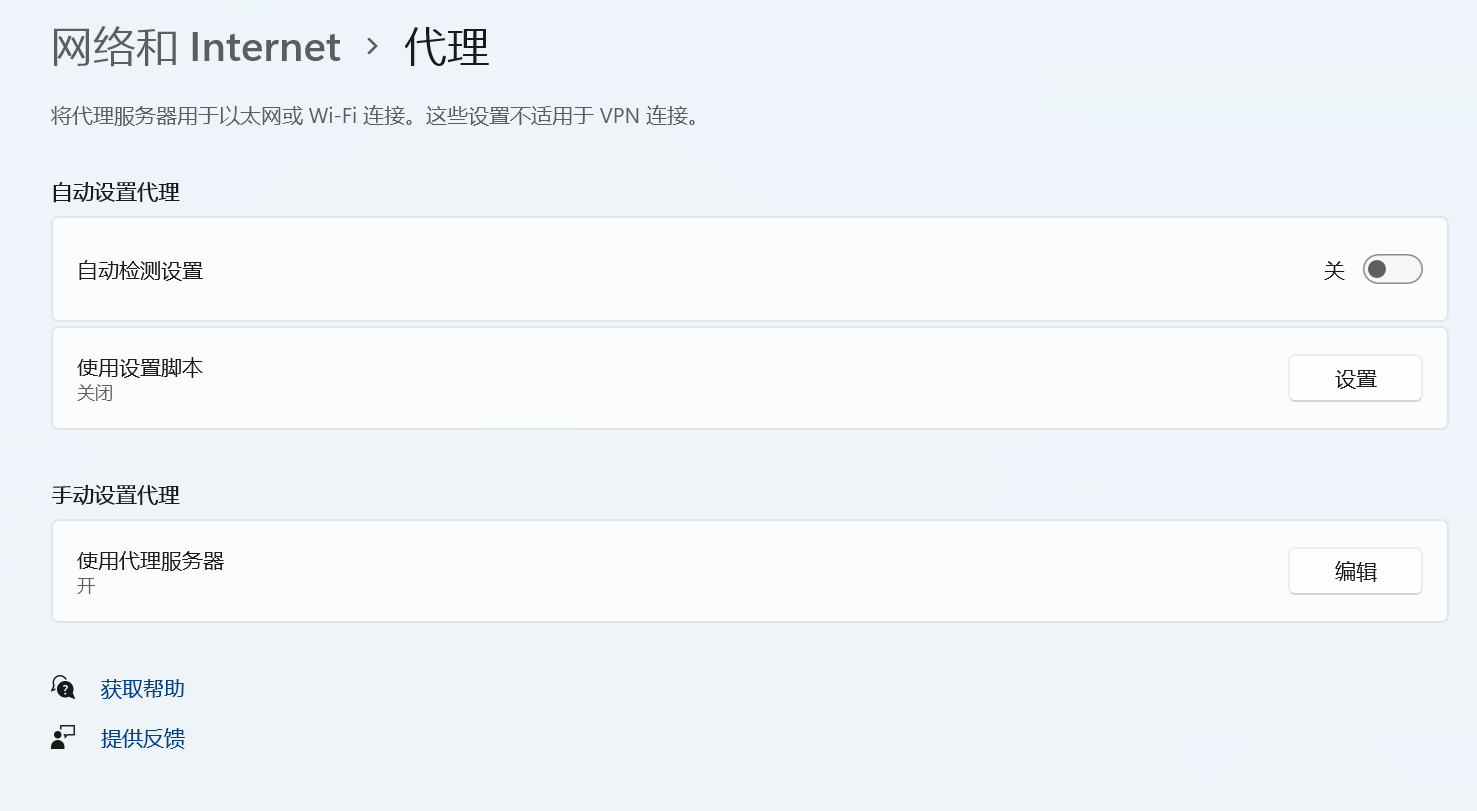 网络和 Internet › 代理
将代理服务器用于以太网或 Wi-Fi 连接。这些设置不适用于 VPN 连接。
自动设置代理
自动检测设置
关
使用设置脚本
关闭
设置
手动设置代理
使用代理服务器
开
编辑
获取帮助
提供反馈